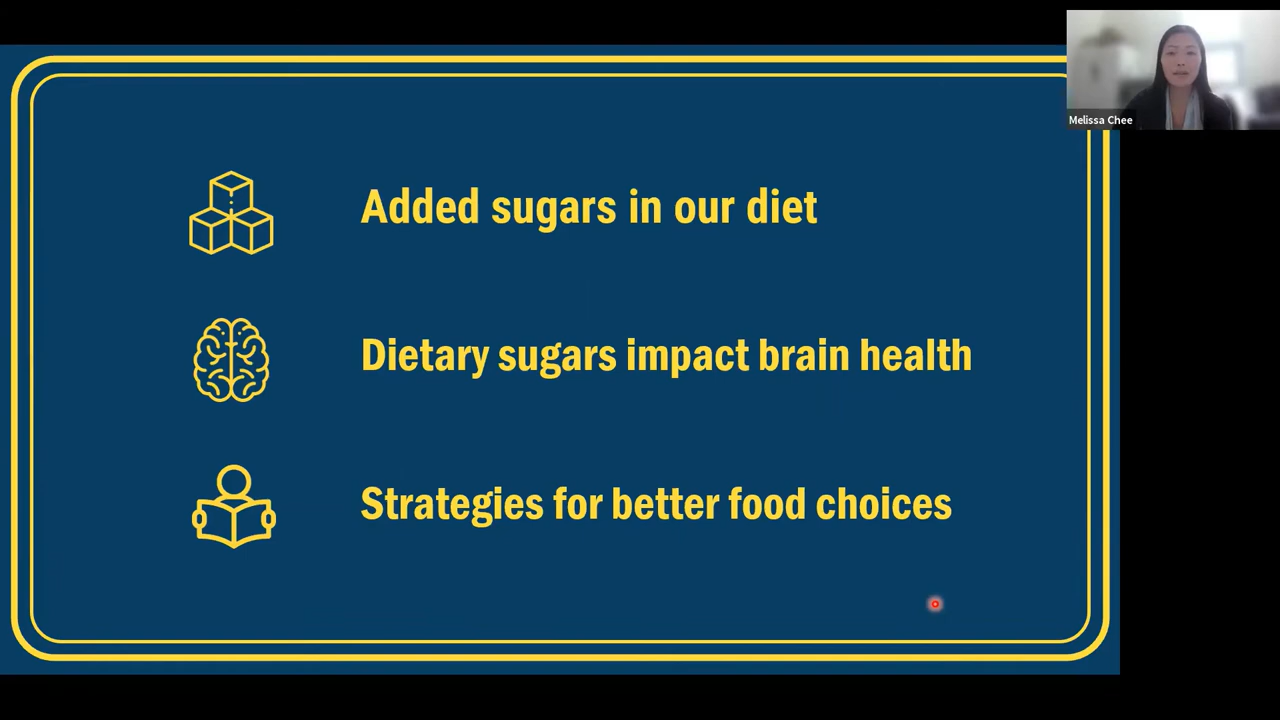 Melissa Chee
Added sugars in our diet
Dietary sugars impact brain health
Strategies for better food choices